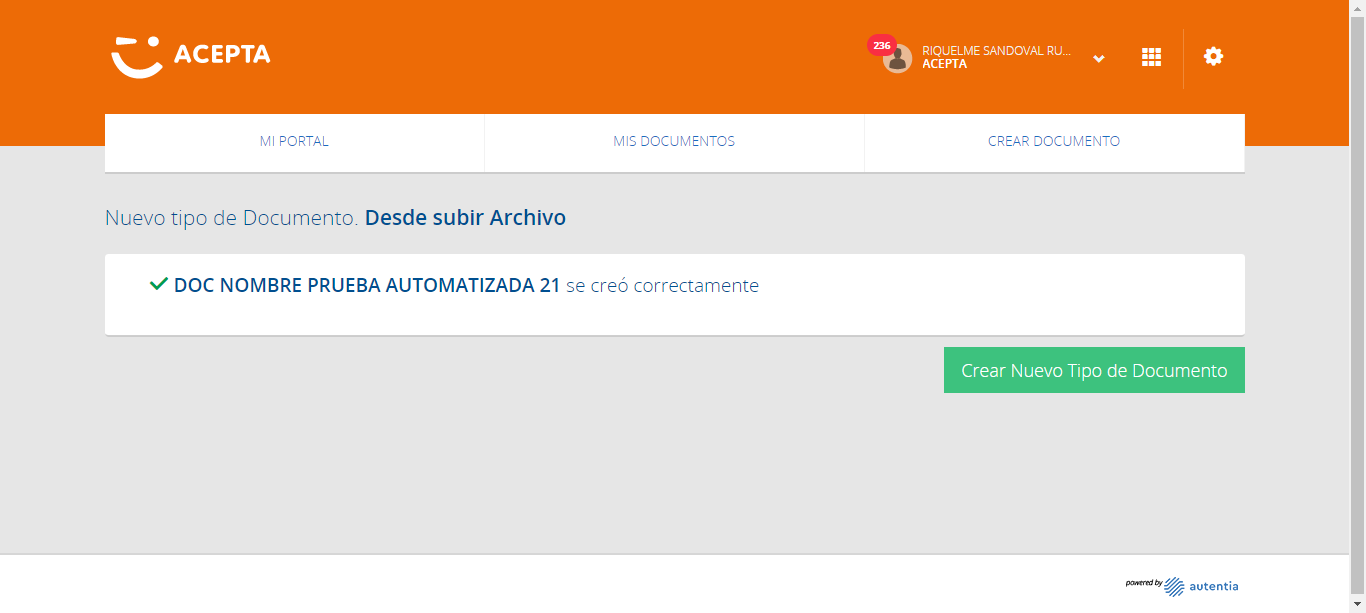 ACEPTA
236
RIQUELME SANDOVAL RU...
ACEPTA
MI PORTAL
MIS DOCUMENTOS
CREAR DOCUMENTO
Nuevo tipo de Documento. Desde subir Archivo
DOC NOMBRE PRUEBA AUTOMATIZADA 21 se creó correctamente
Crear Nuevo Tipo de Documento
powered by autentia